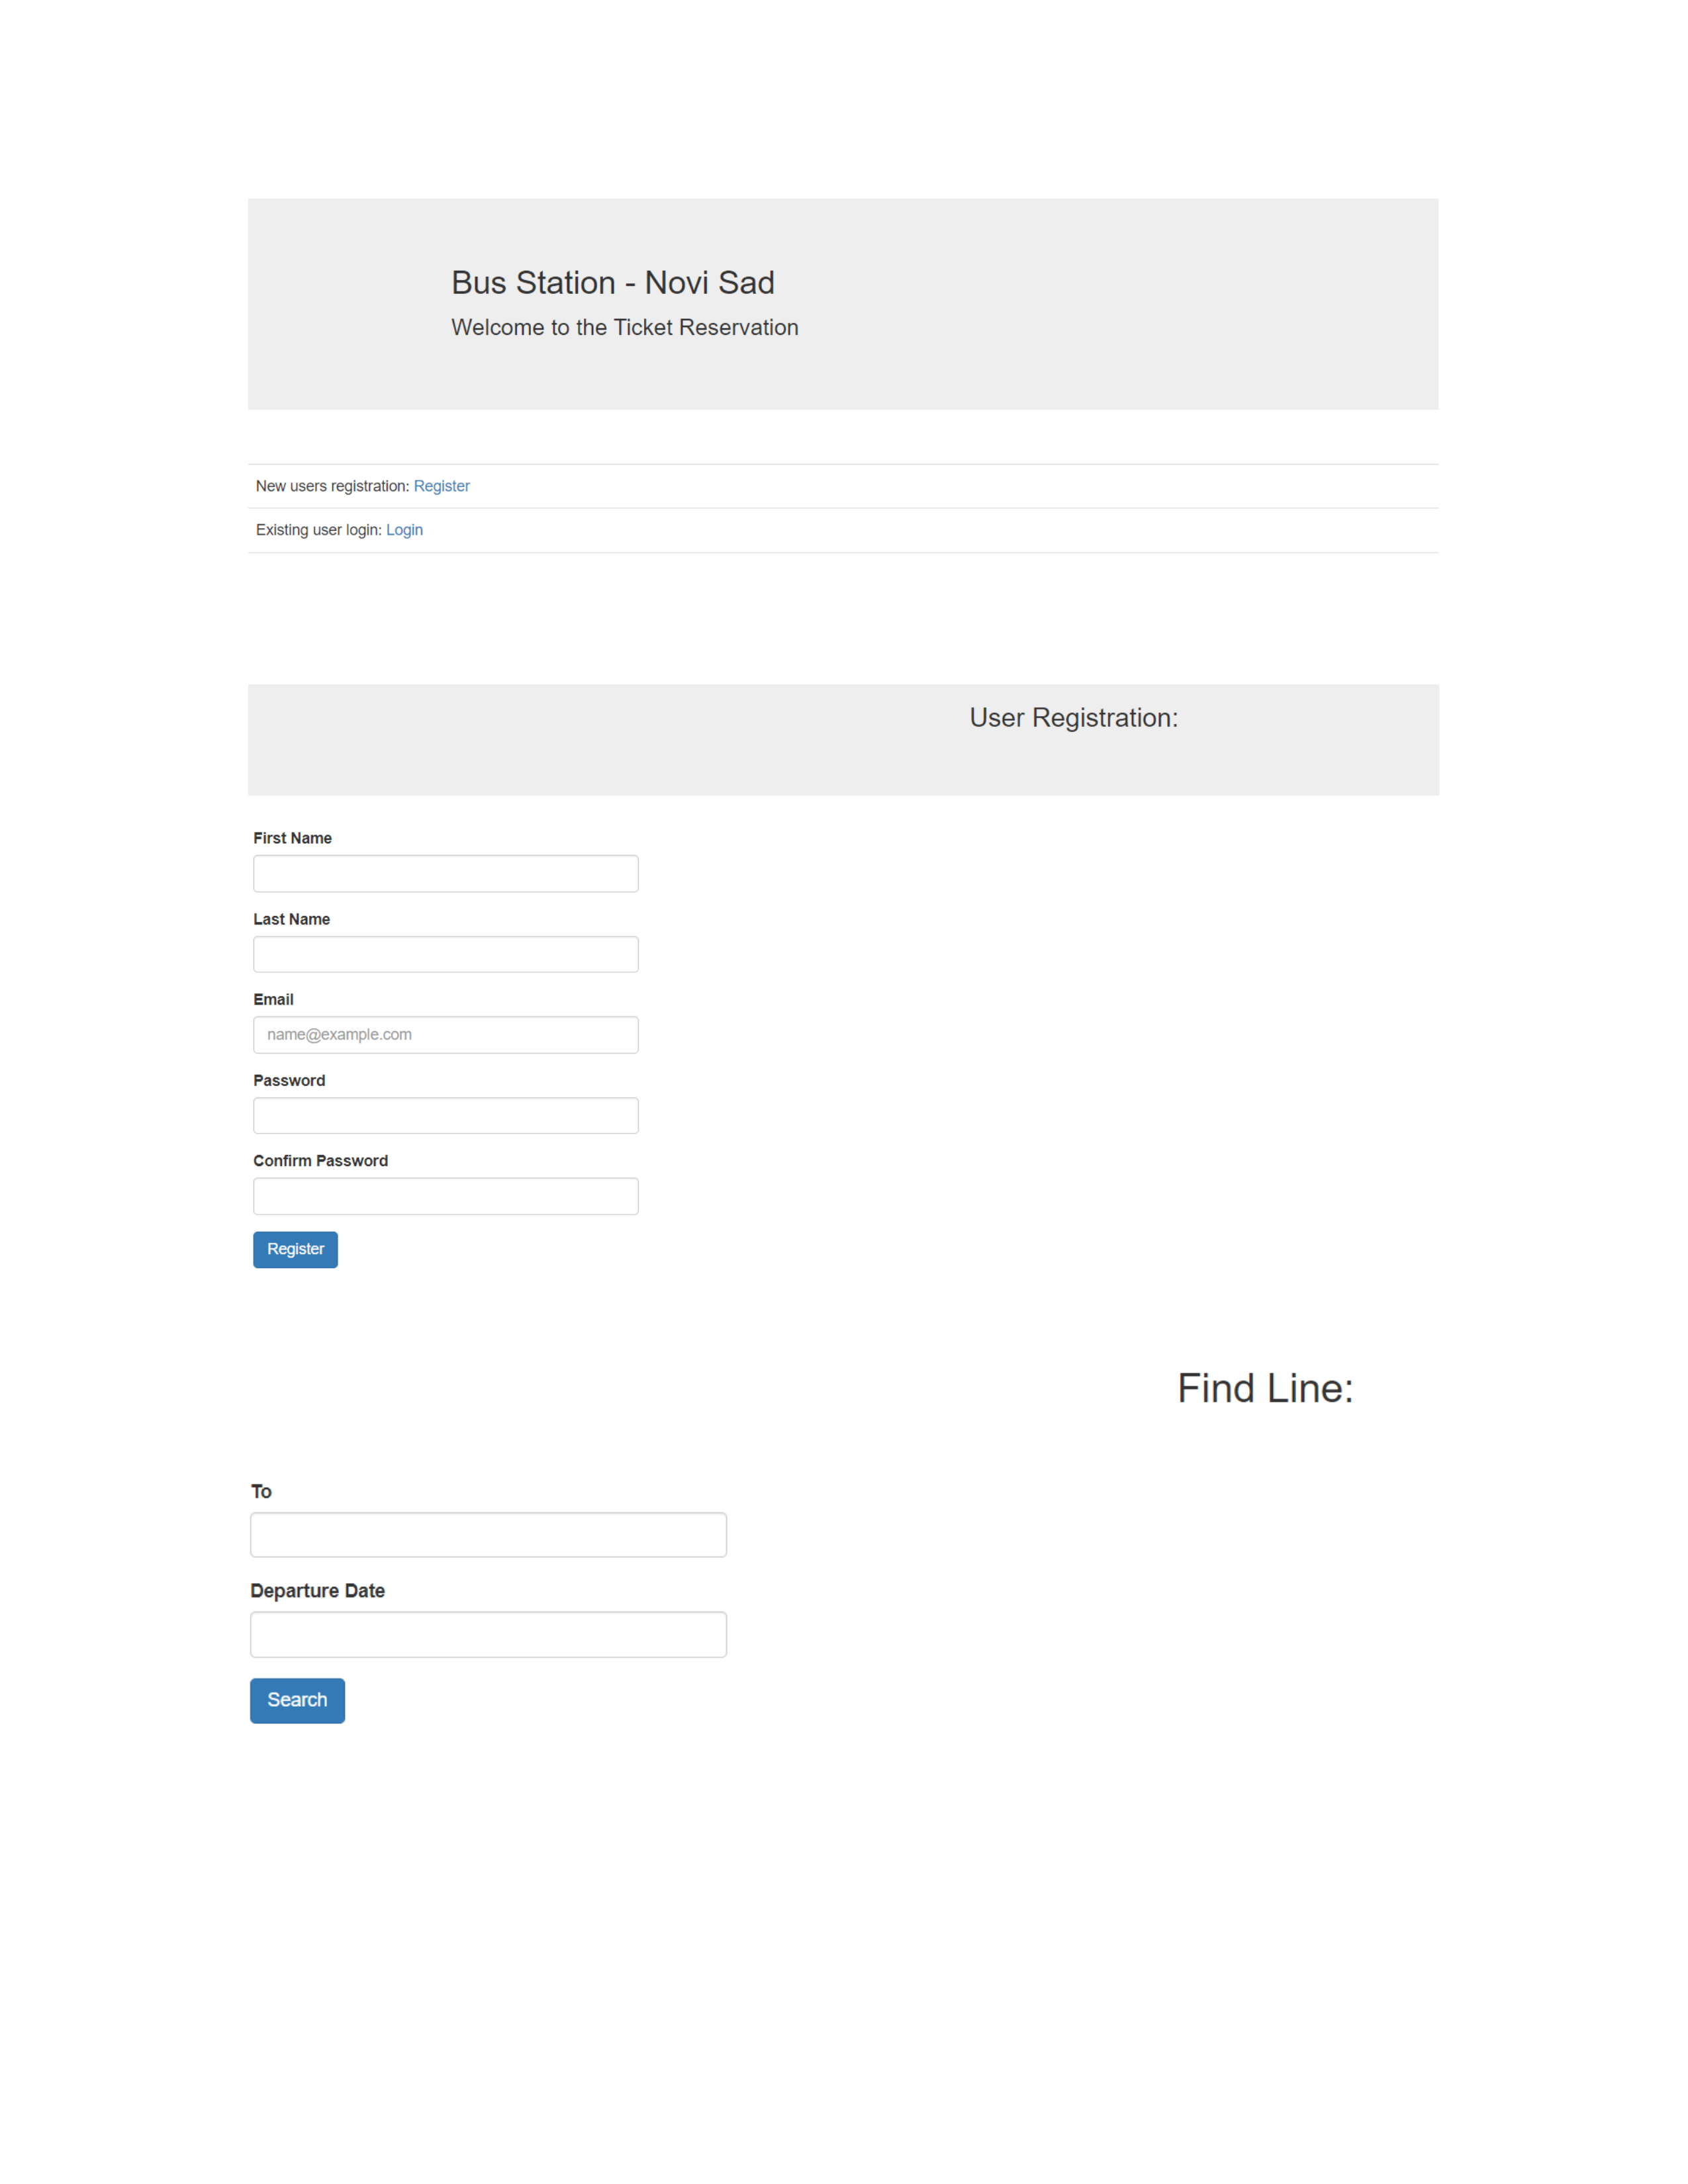 Bus Station - Novi Sad
Welcome to the Ticket Reservation
New users registration: Register
Existing user login: Login
User Registration:
First Name
Last Name
Email
name@example.com
Password
Confirm Password
Register
Find Line:
To
Departure Date
Search